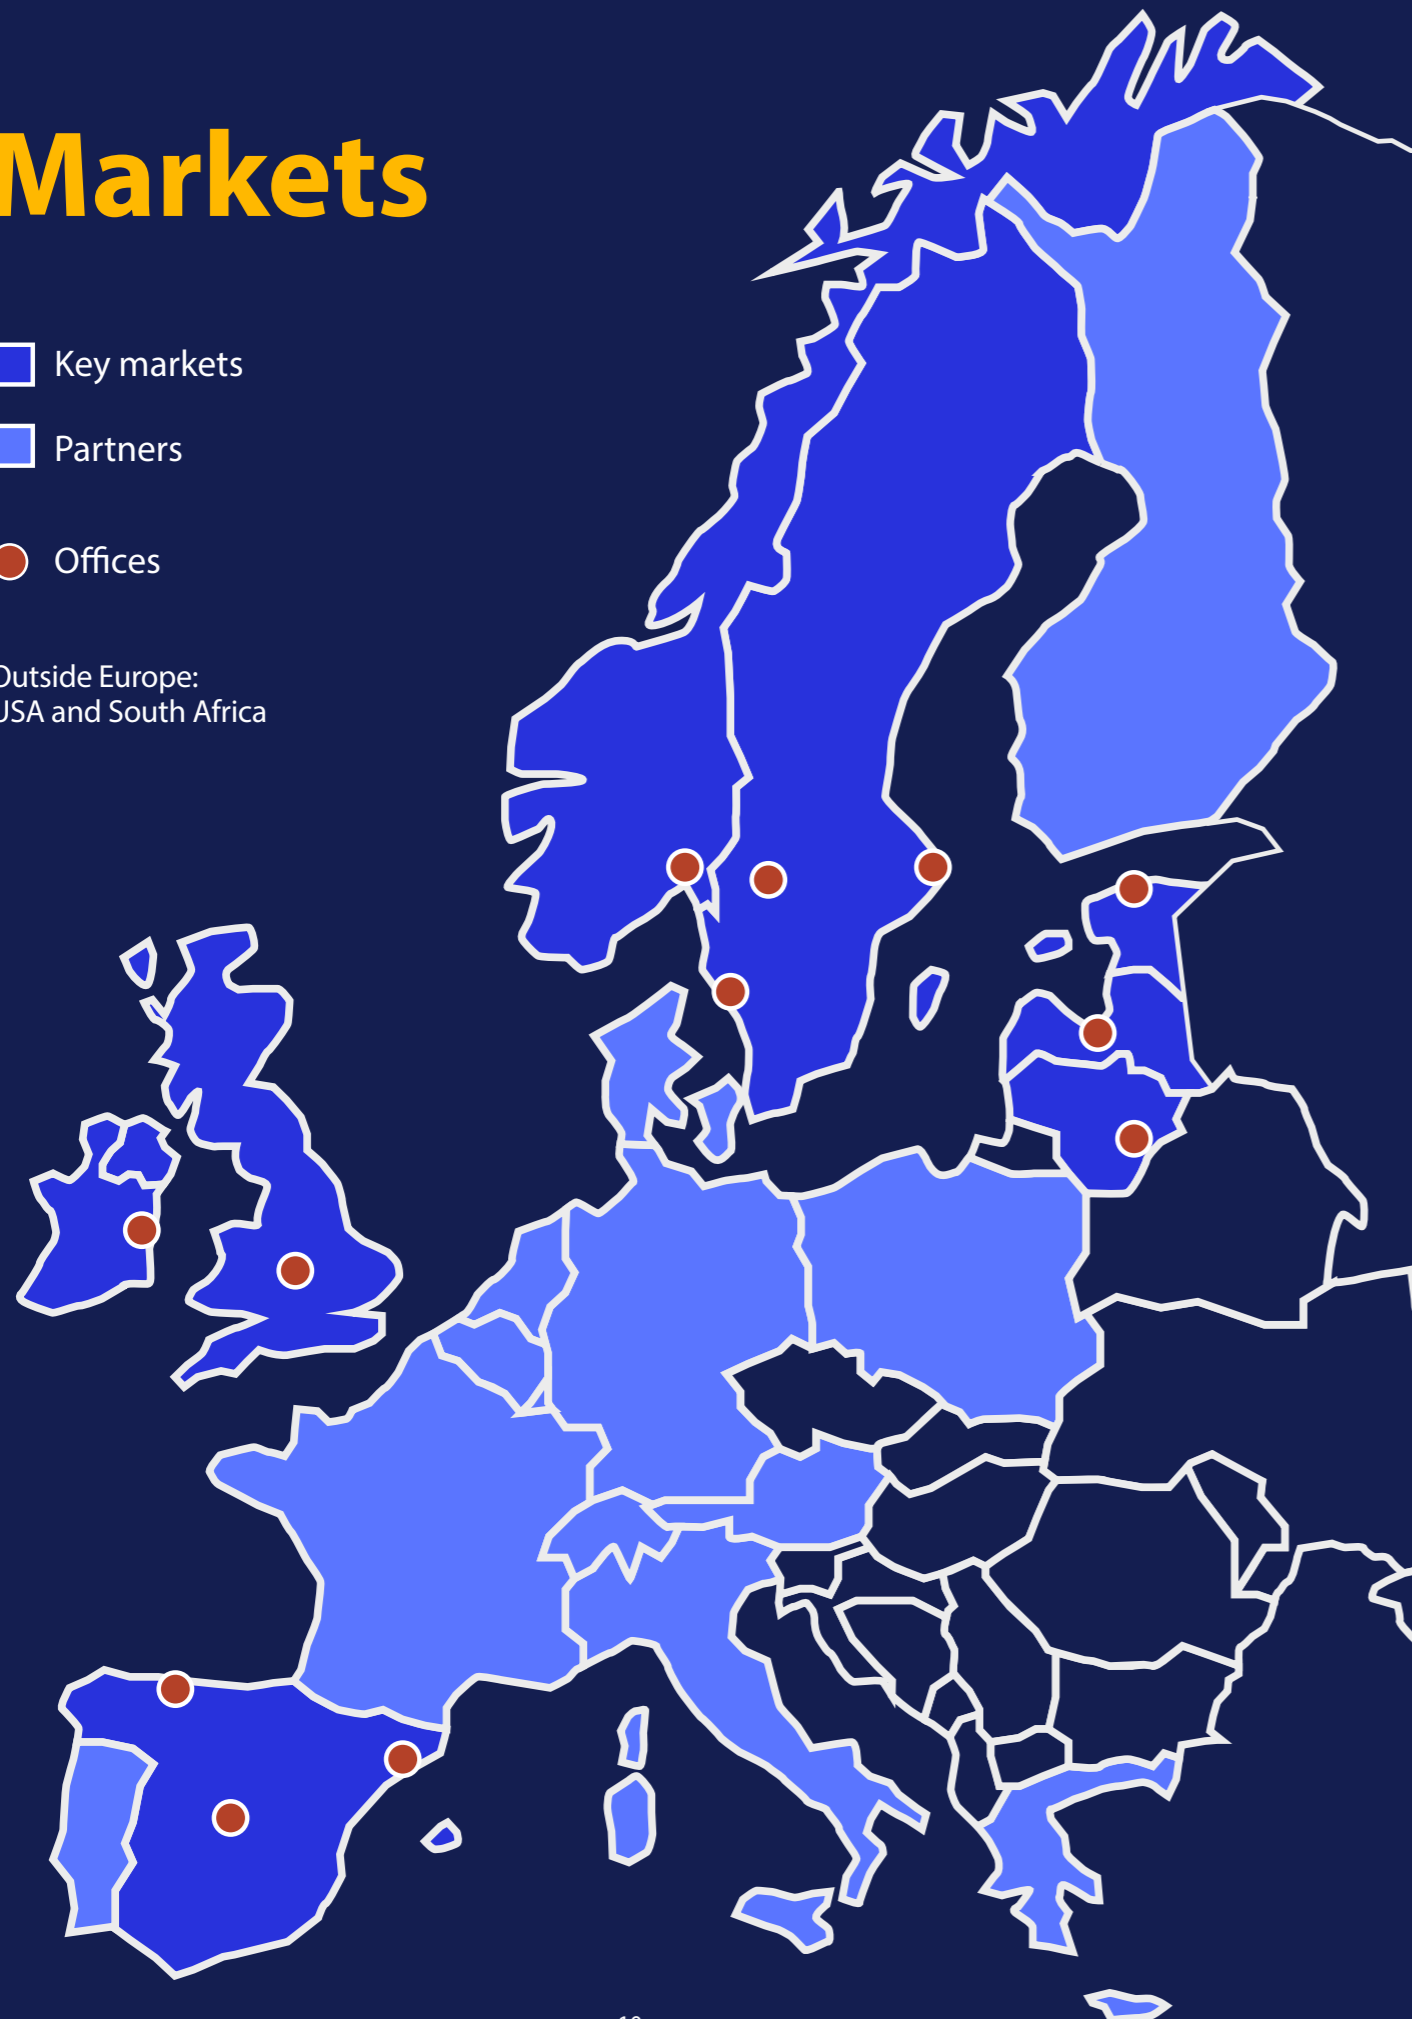 Markets
Key markets
Partners
Offices
Outside Europe:
USA and South Africa